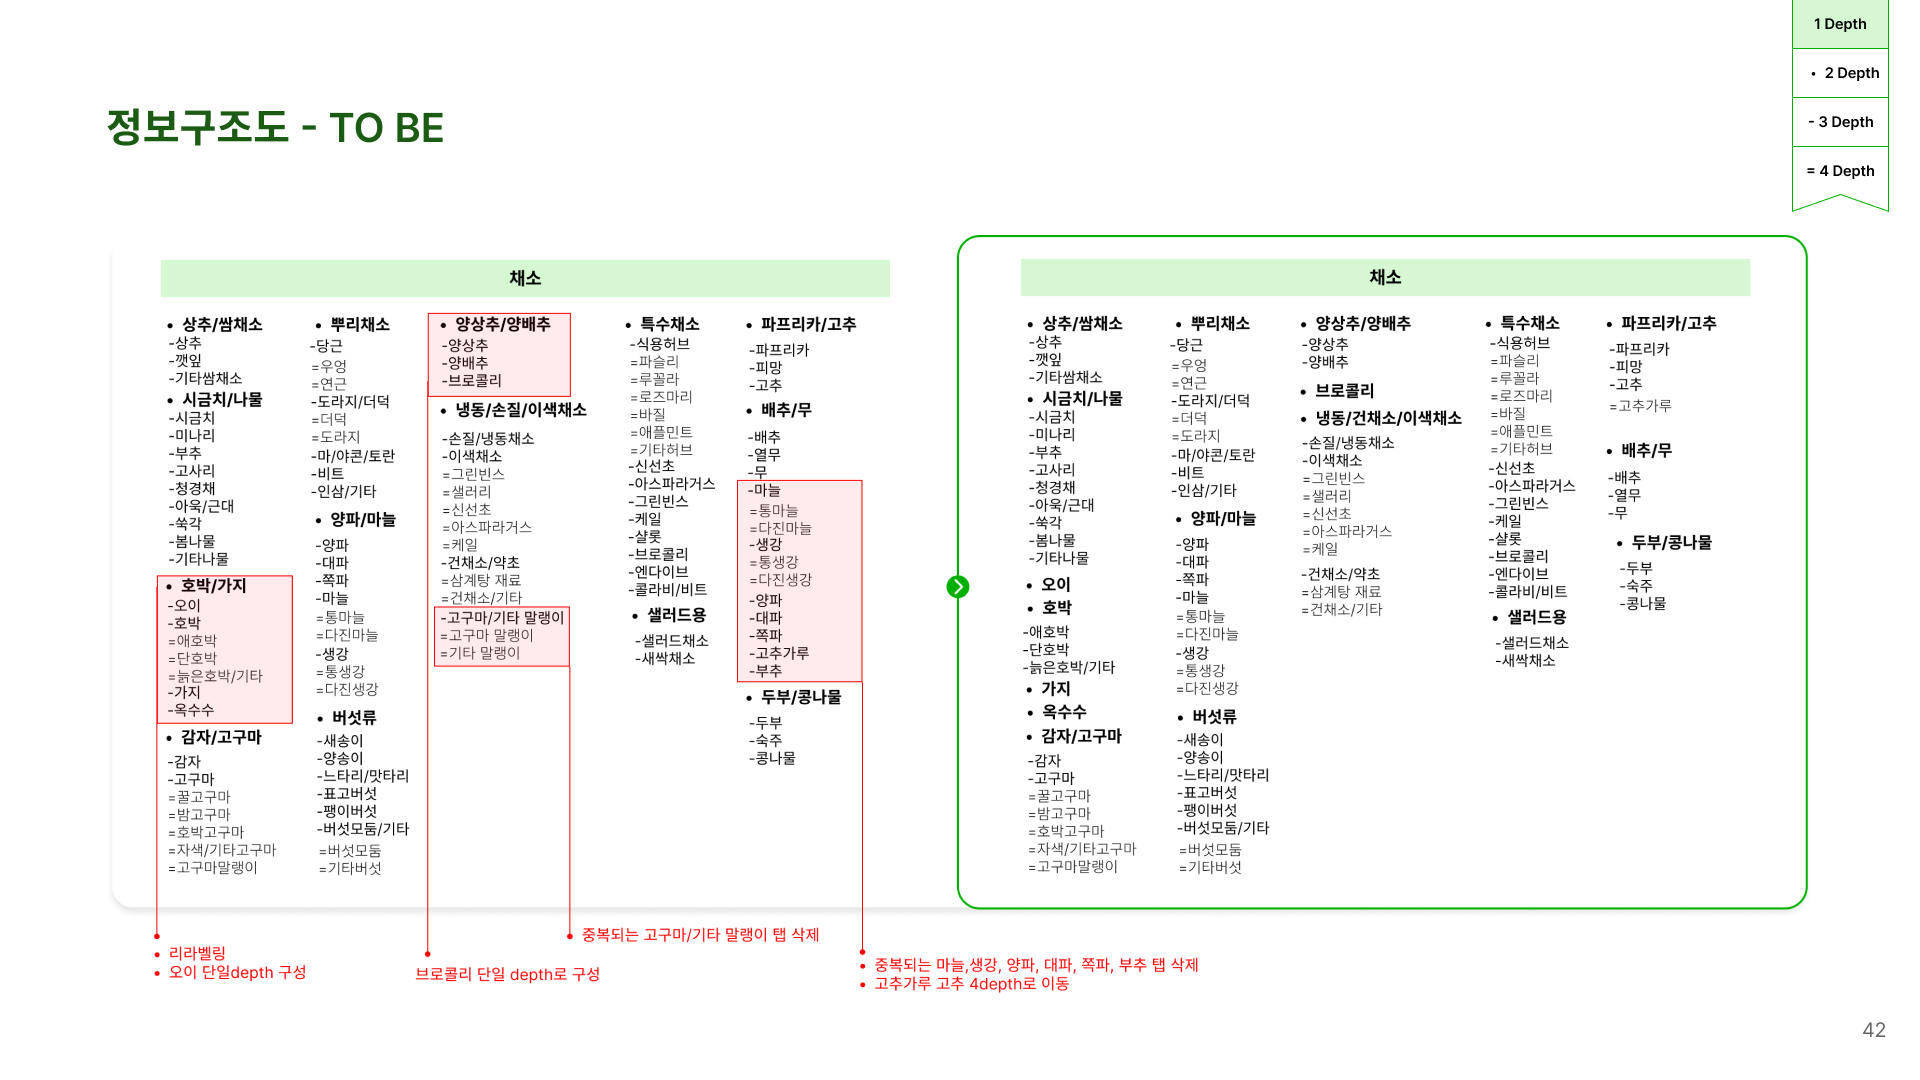 1 Depth
• 2 Depth
- 3 Depth
= 4 Depth
정보구조도 - TO BE
채소
• 상추/쌈채소
-상추
-깻잎
-기타쌈채소
• 시금치/나물
-시금치
-미나리
-부추
-고사리
-청경채
-아욱/근대
-쑥각
-봄나물
-기타나물
• 호박/가지
-오이
-호박
=애호박
=단호박
=늙은호박/기타
-가지
-옥수수
• 감자/고구마
-감자
-고구마
=꿀고구마
=밤고구마
=호박고구마
=자색/기타고구마
=고구마말랭이
• 뿌리채소
-당근
=우엉
=연근
-도라지/더덕
=더덕
=도라지
-마/야콘/토란
-비트
-인삼/기타
• 양파/마늘
-양파
-대파
-쪽파
-마늘
=통마늘
=다진마늘
-생강
=통생강
=다진생강
• 버섯류
-새송이
-양송이
-느타리/맛타리
-표고버섯
-팽이버섯
-버섯모둠/기타
=버섯모둠
=기타버섯
• 양상추/양배추
-양상추
-양배추
-브로콜리
• 냉동/손질/이색채소
-손질/냉동채소
-이색채소
=그린빈스
=샐러리
=신선초
=아스파라거스
=케일
-건채소/약초
=삼계탕 재료
=건채소/기타
-고구마/기타 말랭이
=고구마 말랭이
=기타 말랭이
• 특수채소
-식용허브
=파슬리
=루꼴라
=로즈마리
=바질
=애플민트
=기타허브
-신선초
-아스파라거스
-그린빈스
-케일
-샬롯
-브로콜리
-엔다이브
-콜라비/비트
• 샐러드용
-샐러드채소
-새싹채소
• 파프리카/고추
-파프리카
-피망
-고추
• 배추/무
-배추
-열무
-무
-마늘
=통마늘
=다진마늘
-생강
=통생강
=다진생강
-양파
-대파
-쪽파
-고추가루
-부추
• 두부/콩나물
-두부
-숙주
-콩나물
채소
• 상추/쌈채소
-상추
-깻잎
-기타쌈채소
• 시금치/나물
-시금치
-미나리
-부추
-고사리
-청경채
-아욱/근대
-쑥각
-봄나물
-기타나물
• 오이
• 호박
-애호박
-단호박
-늙은호박/기타
• 가지
• 옥수수
• 감자/고구마
-감자
-고구마
=꿀고구마
=밤고구마
=호박고구마
=자색/기타고구마
=고구마말랭이
• 뿌리채소
-당근
=우엉
=연근
-도라지/더덕
=더덕
=도라지
-마/야콘/토란
-비트
-인삼/기타
• 양파/마늘
-양파
-대파
-쪽파
-마늘
=통마늘
=다진마늘
-생강
=통생강
=다진생강
• 버섯류
-새송이
-양송이
-느타리/맛타리
-표고버섯
-팽이버섯
-버섯모둠/기타
=버섯모둠
=기타버섯
• 양상추/양배추
-양상추
-양배추
• 브로콜리
• 냉동/건채소/이색채소
-손질/냉동채소
-이색채소
=그린빈스
=샐러리
=신선초
=아스파라거스
=케일
-건채소/약초
=삼계탕 재료
=건채소/기타
• 특수채소
-식용허브
=파슬리
=루꼴라
=로즈마리
=바질
=애플민트
=기타허브
-신선초
-아스파라거스
-그린빈스
-케일
-샬롯
-브로콜리
-엔다이브
-콜라비/비트
• 샐러드용
-샐러드채소
-새싹채소
• 파프리카/고추
-파프리카
-피망
-고추
=고추가루
• 배추/무
-배추
-열무
-무
• 두부/콩나물
-두부
-숙주
-콩나물
• 리라벨링
• 오이 단일depth 구성
브로콜리 단일 depth로 구성
중복되는 고구마/기타 말랭이 탭 삭제
• 중복되는 마늘,생강, 양파, 대파, 쪽파, 부추 탭 삭제
• 고추가루 고추 4depth로 이동
42